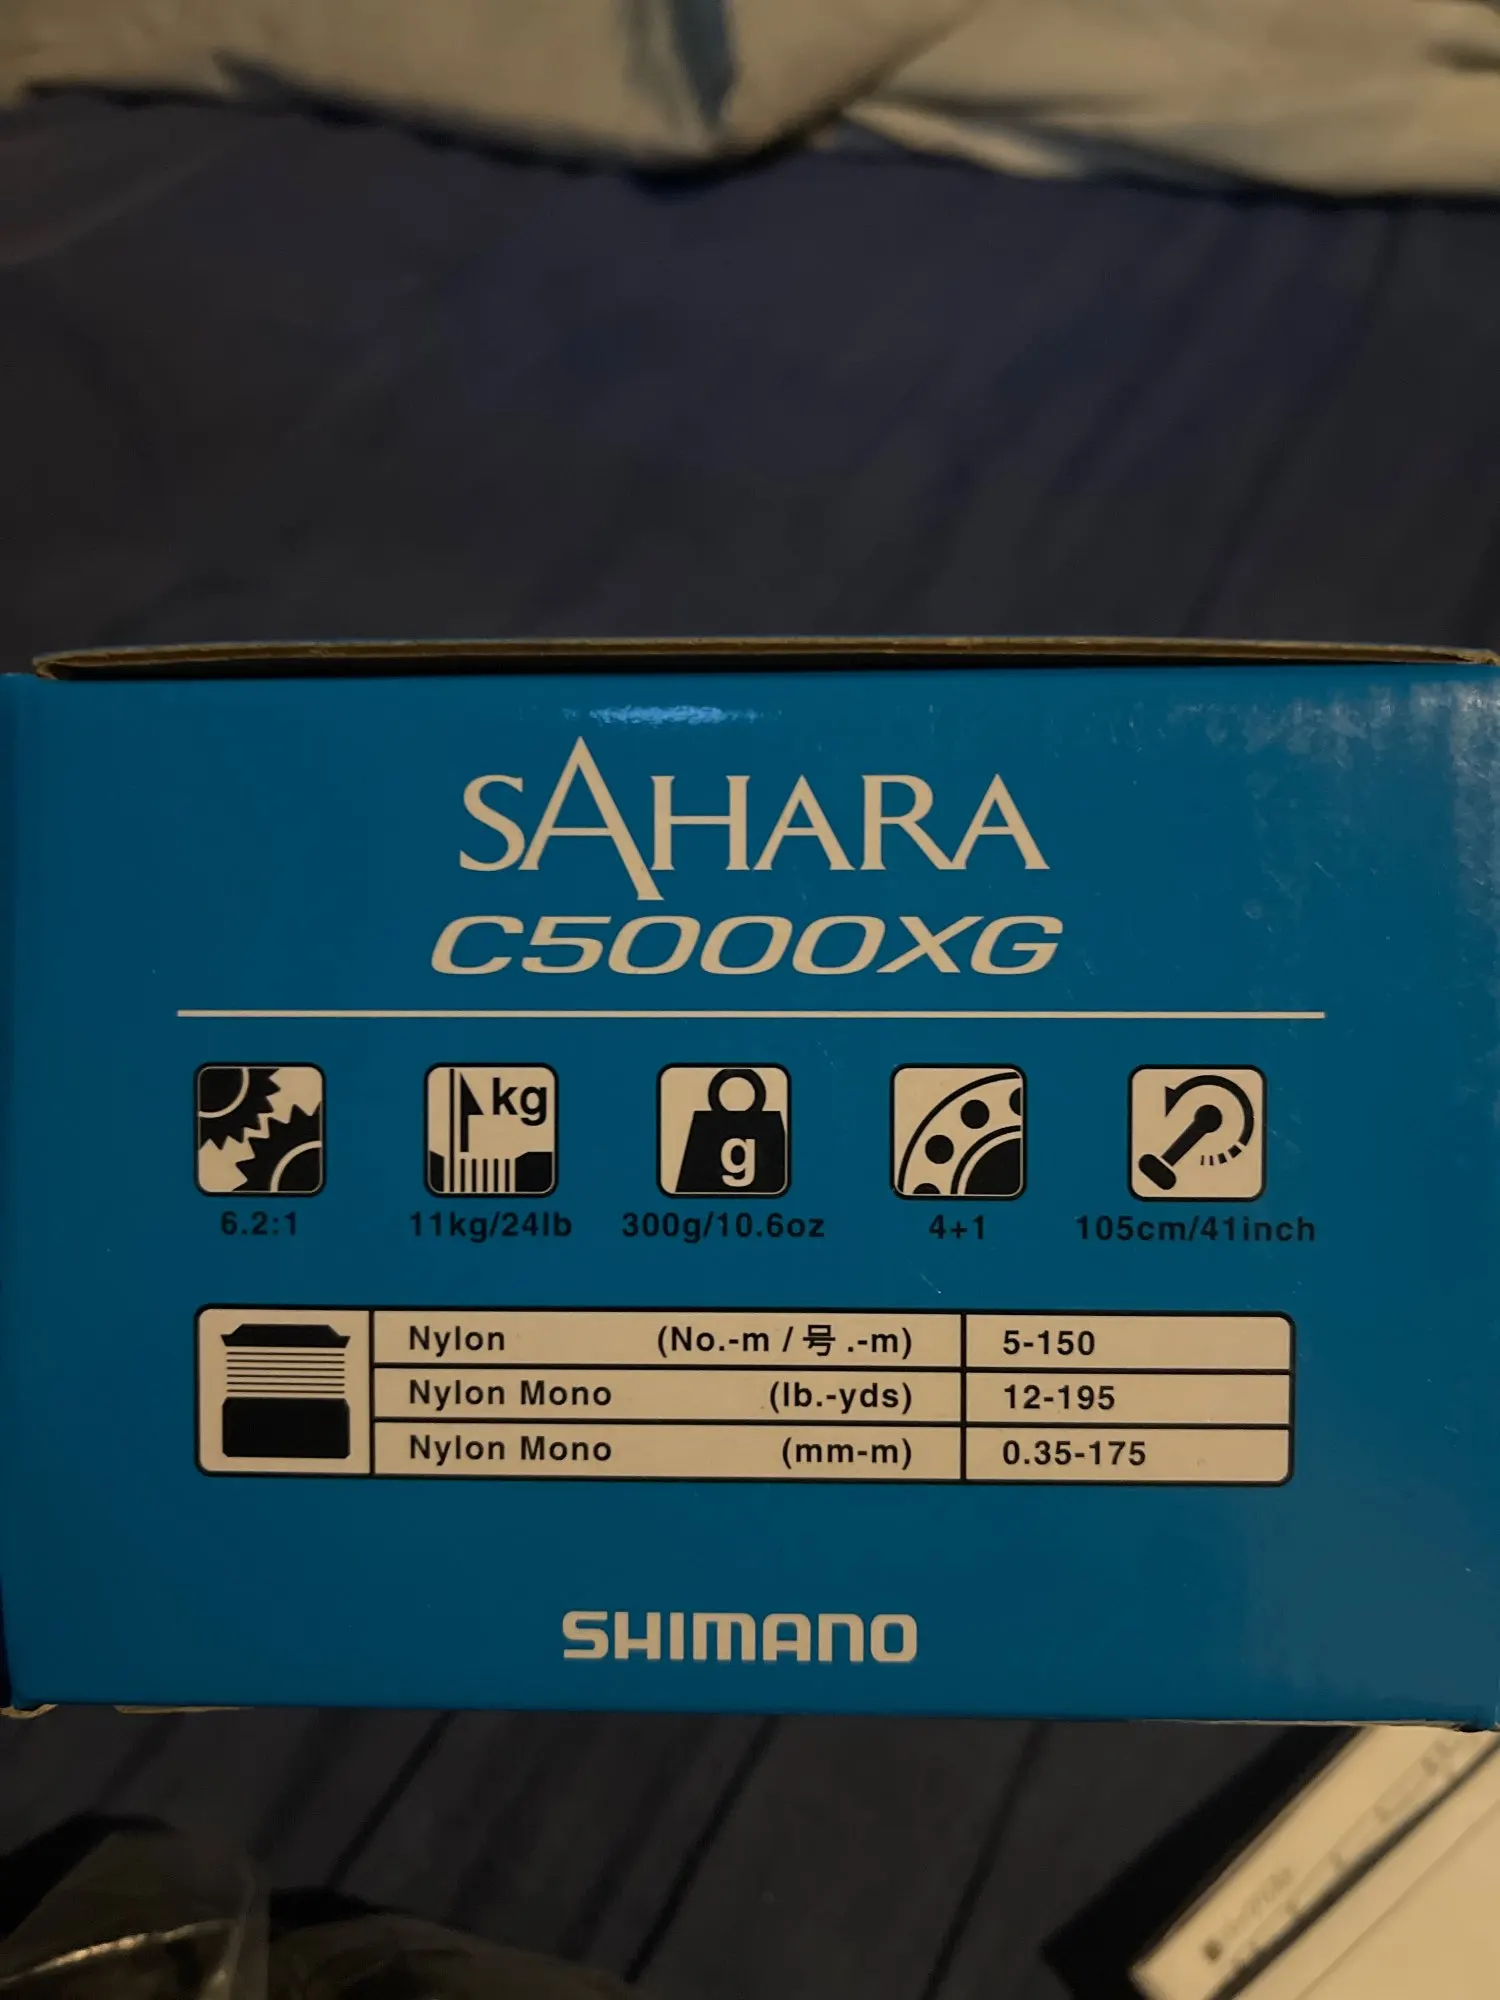 SAHARA
C5000XG
kg
g
6.2:1 11kg/24lb 300g/10.6oz 4+1 105cm/41inch
Nylon (No.-m / 号 .-m) 5-150
Nylon Mono (lb.-yds) 12-195
Nylon Mono (mm-m) 0.35-175
SHIMANO